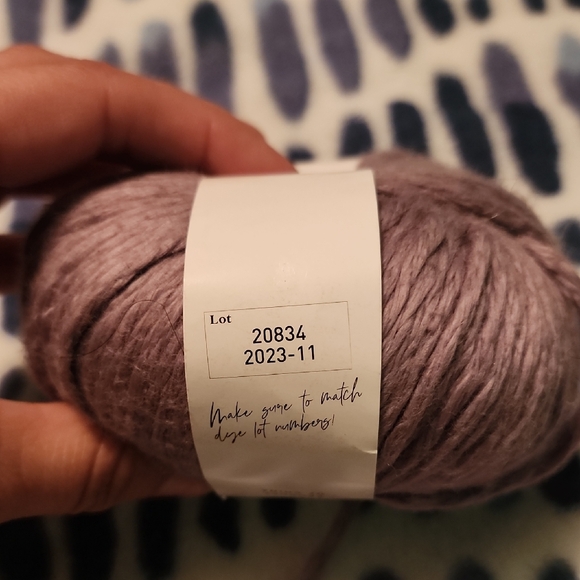 Lot
20834
2023-11
Make sure to match
dye lot numbers!